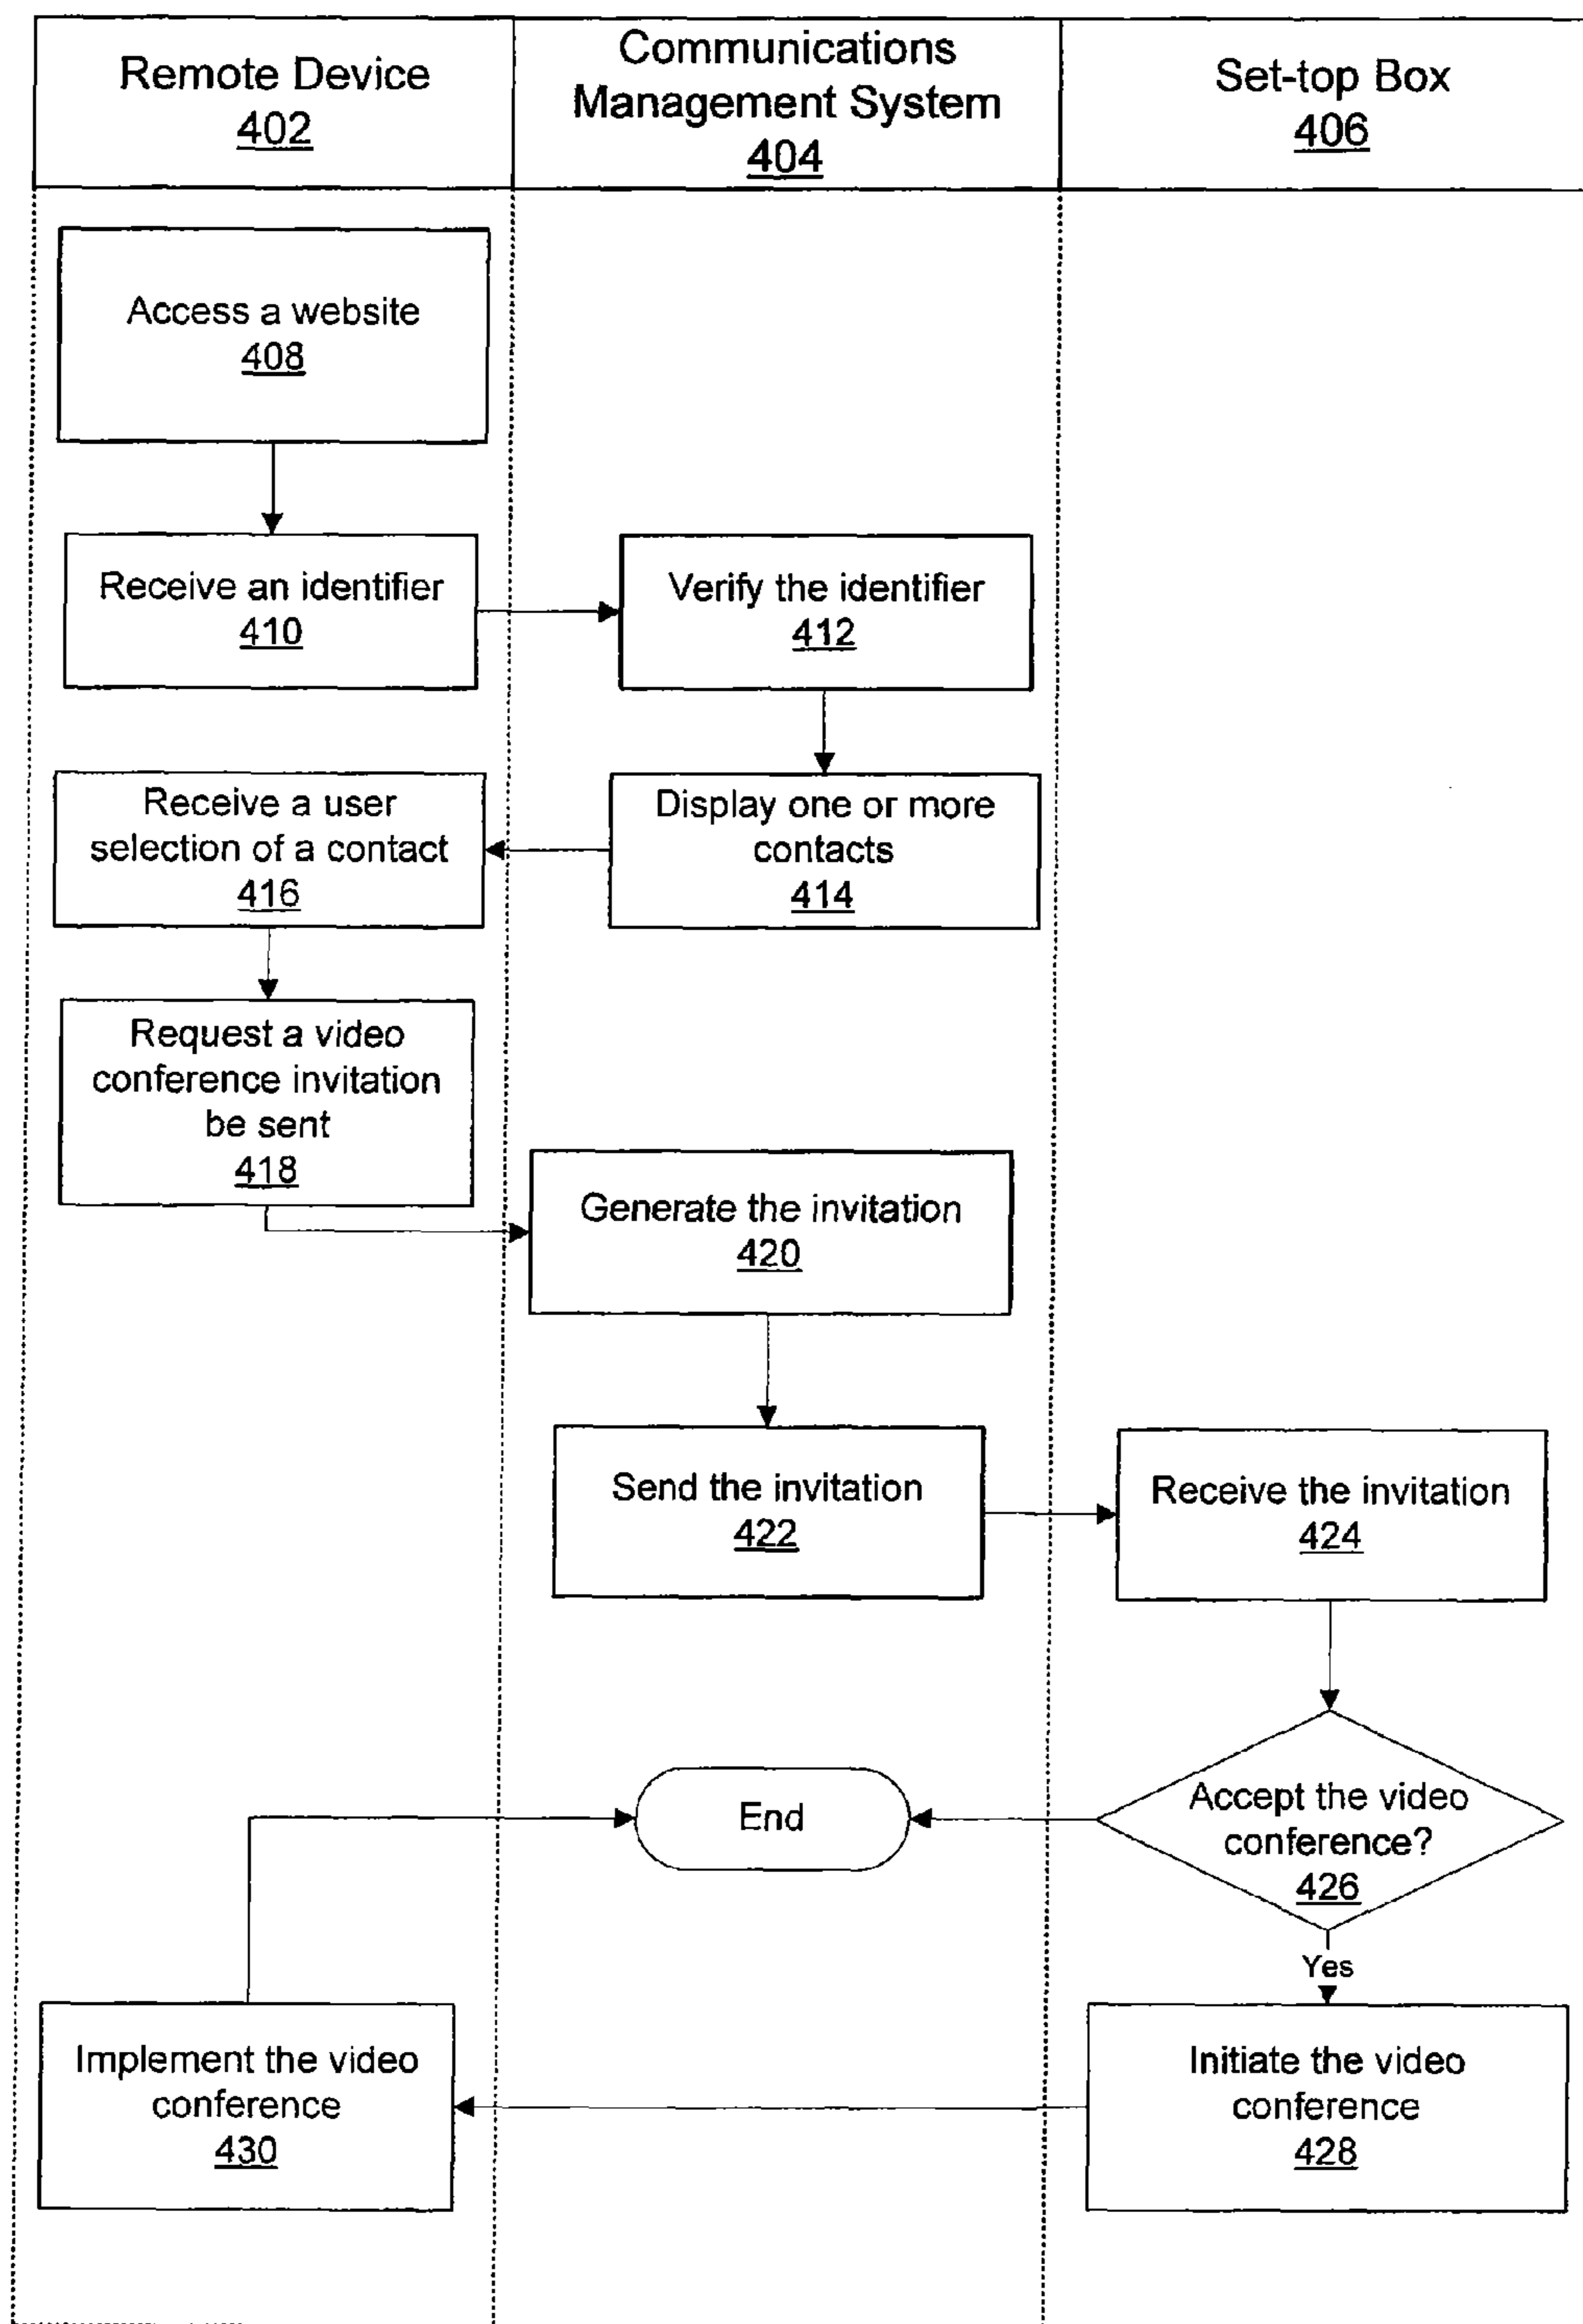 Remote Device
402
Communications
Management System
404
Set-top Box
406
Access a website
408
Receive an identifier
410
Verify the identifier
412
Receive a user
selection of a contact
416
Display one or more
contacts
414
Request a video
conference invitation
be sent
418
Generate the invitation
420
Send the invitation
422
Receive the invitation
424
End
Accept the video
conference?
426
Yes
Implement the video
conference
430
Initiate the video
conference
428